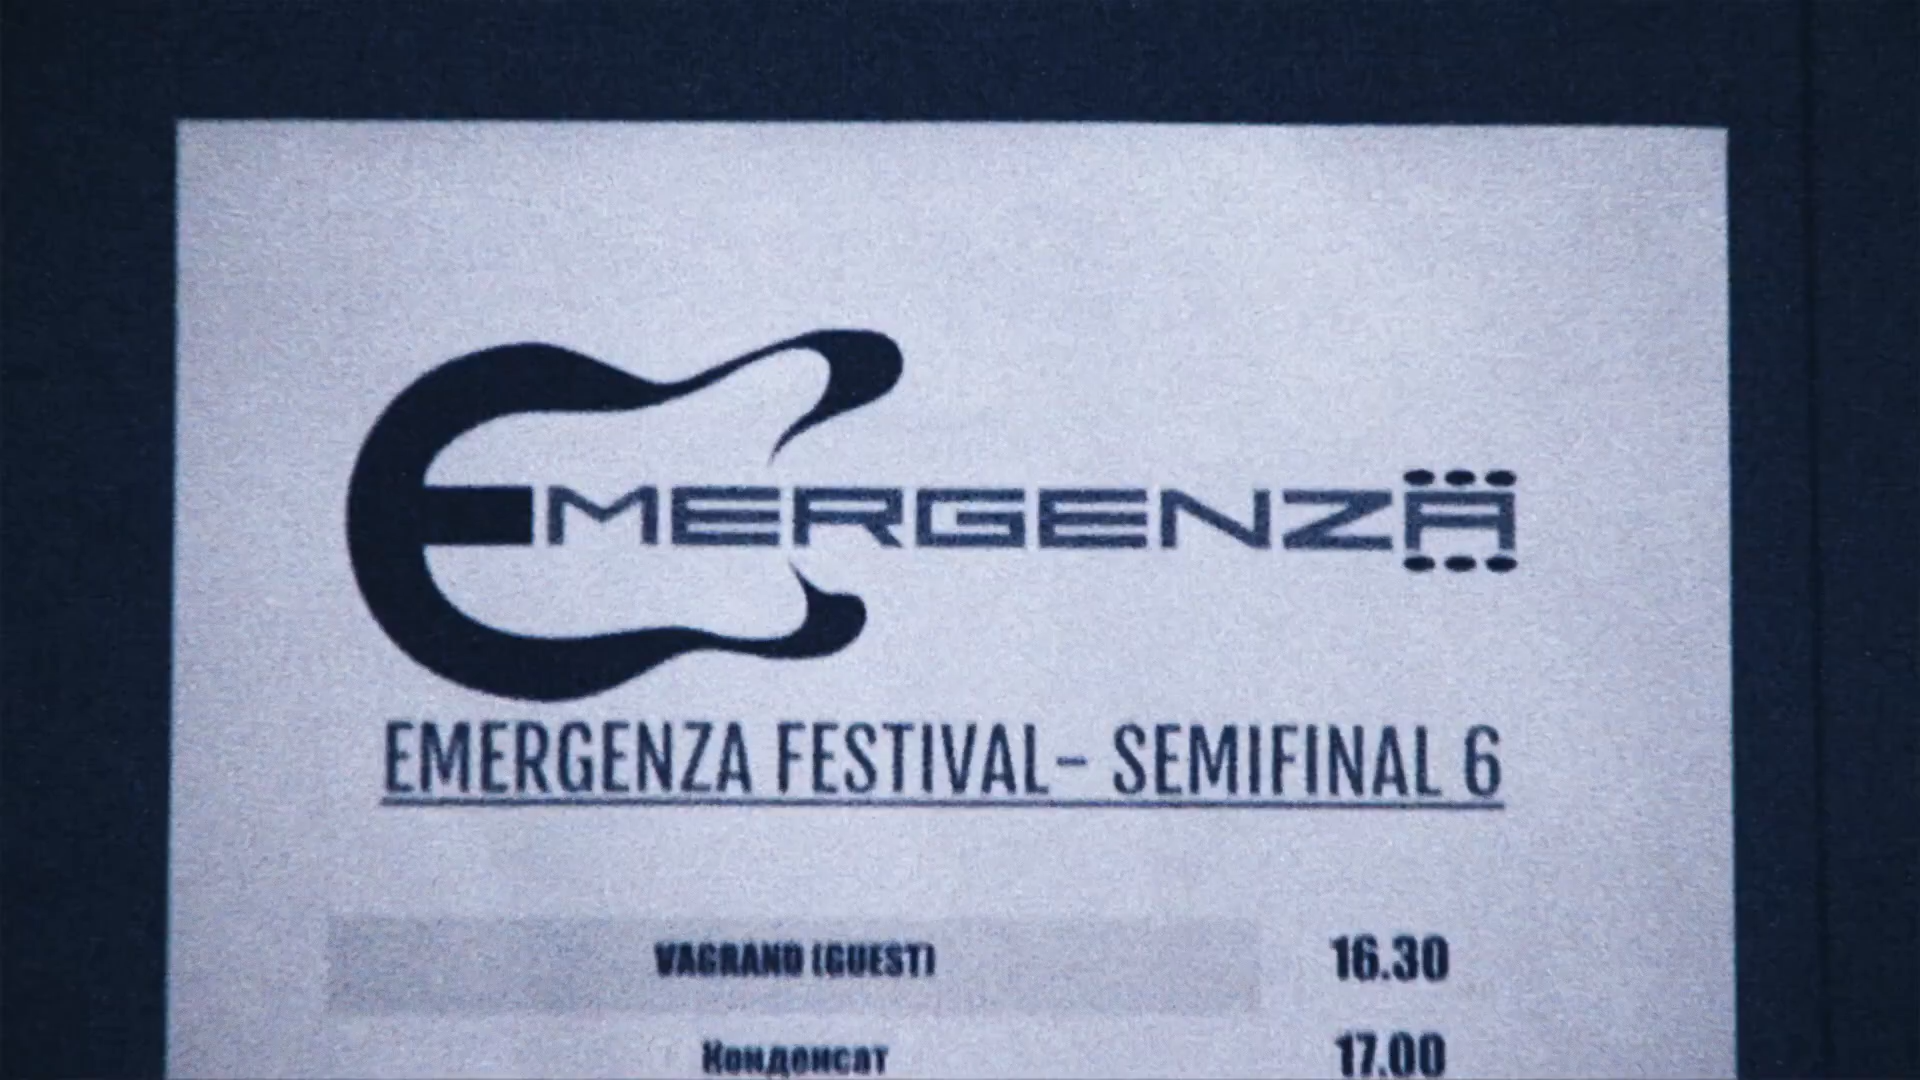 EMERGENZA
EMERGENZA FESTIVAL- SEMIFINAL 6
VAGRAND (GUEST) 16.30
Конденсат 17.00